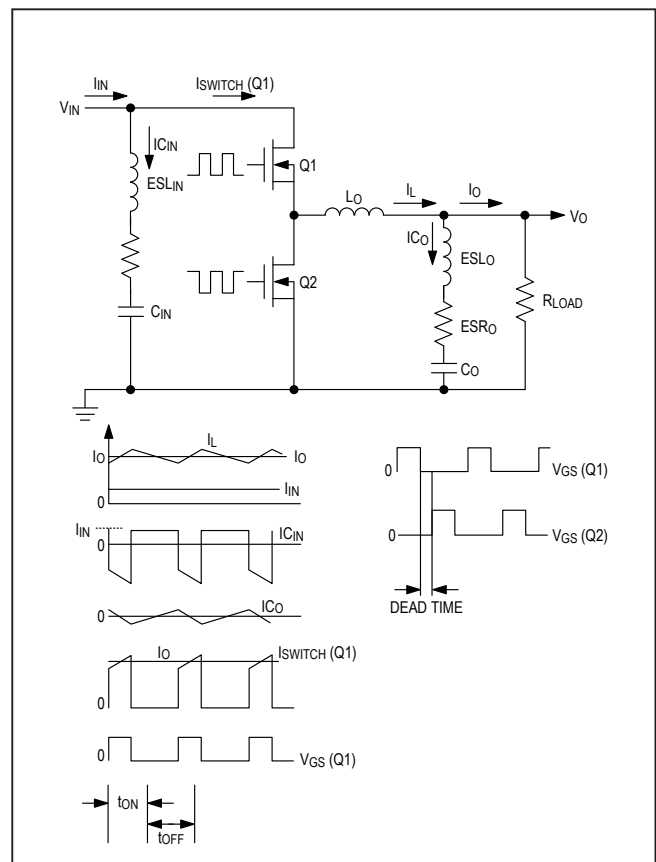 IIN ISWITCH (Q1)
VIN
ICIN
ESLIN
Q1
LO IL IO
VO
ICO
ESLO
CIN
Q2
ESRO
RLOAD
CO
IL
IO IO
IIN
0
IIN
0 ICIN
0 ICO
IO ISWITCH (Q1)
0
0 VGS (Q1)
tON
tOFF
VGS (Q1)
0 VGS (Q2)
DEAD TIME